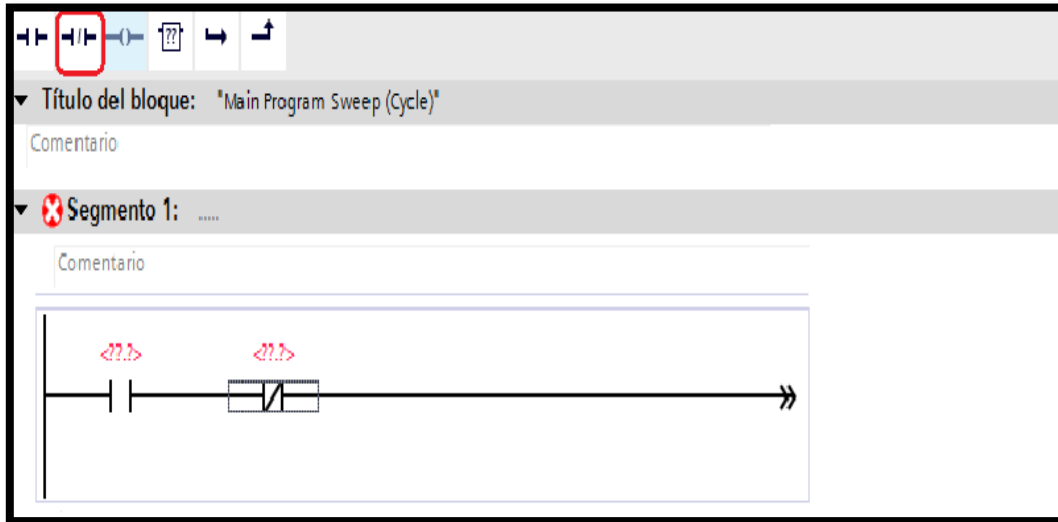 ??
Título del bloque: "Main Program Sweep (Cycle)"
Comentario
Segmento 1: .....
Comentario
<??.?> <??.?>